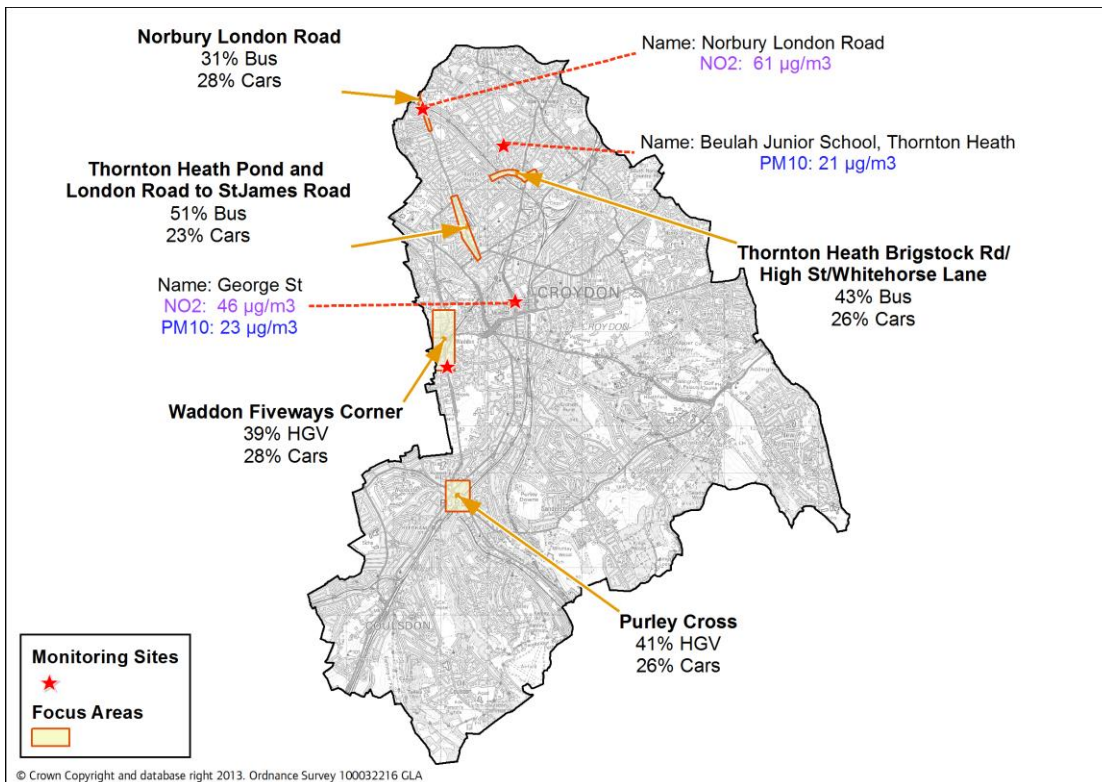 Norbury London Road
31% Bus
28% Cars
Name: Norbury London Road
NO2: 61 µg/m3
Name: Beulah Junior School, Thornton Heath
PM10: 21 µg/m3
Thornton Heath Pond and
London Road to StJames Road
51% Bus
23% Cars
Thornton Heath Brigstock Rd/
High St/Whitehorse Lane
43% Bus
26% Cars
Name: George St
NO2: 46 µg/m3
PM10: 23 µg/m3
CROYDON
CROYDON
Waddon Fiveways Corner
39% HGV
28% Cars
Purley Cross
41% HGV
26% Cars
COULSDON
Monitoring Sites
Focus Areas
© Crown Copyright and database right 2013. Ordnance Survey 100032216 GLA